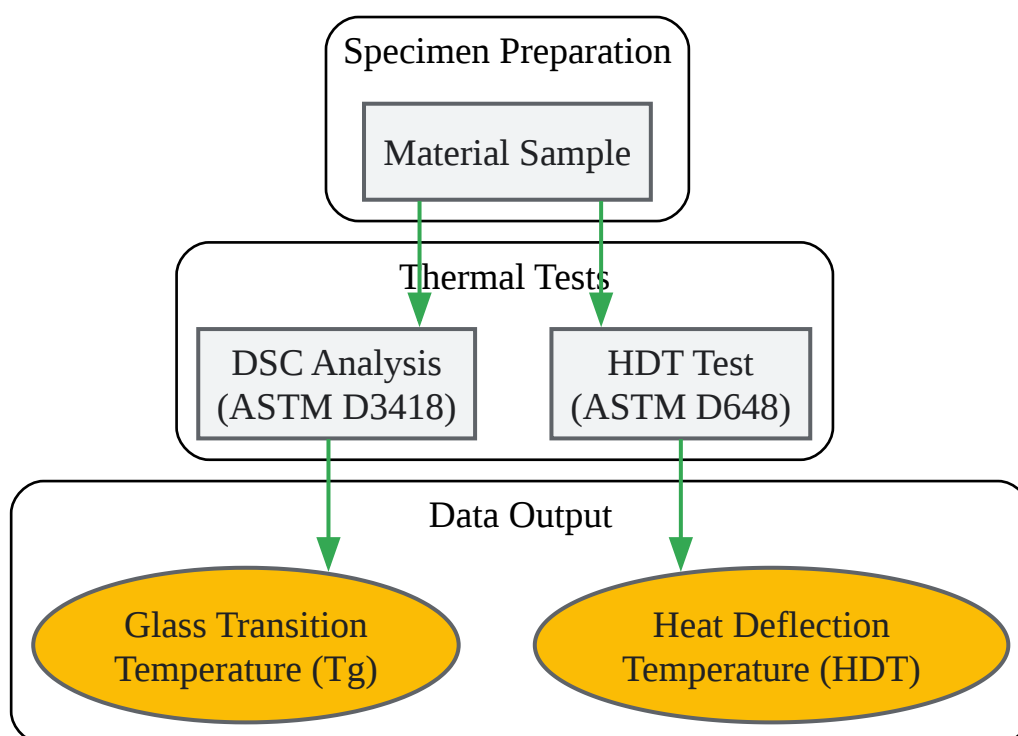 Specimen Preparation
Material Sample
Thermal Tests
DSC Analysis
(ASTM D3418)
HDT Test
(ASTM D648)
Data Output
Glass Transition
Temperature (Tg)
Heat Deflection
Temperature (HDT)